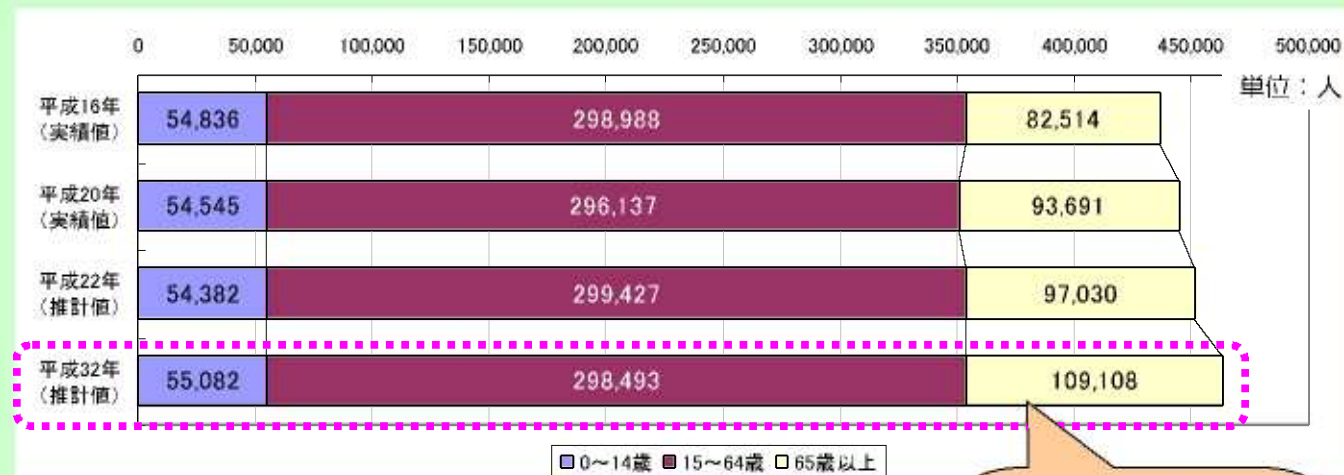 0 50,000 100,000 150,000 200,000 250,000 300,000 350,000 400,000 450,000 500,000
単位：人
平成16年
（実績値）
54,836 298,988 82,514
平成20年
（実績値）
54,545 296,137 93,691
平成22年
（推計値）
54,382 299,427 97,030
平成32年
（推計値）
55,082 298,493 109,108
0～14歳 15～64歳 65歳以上